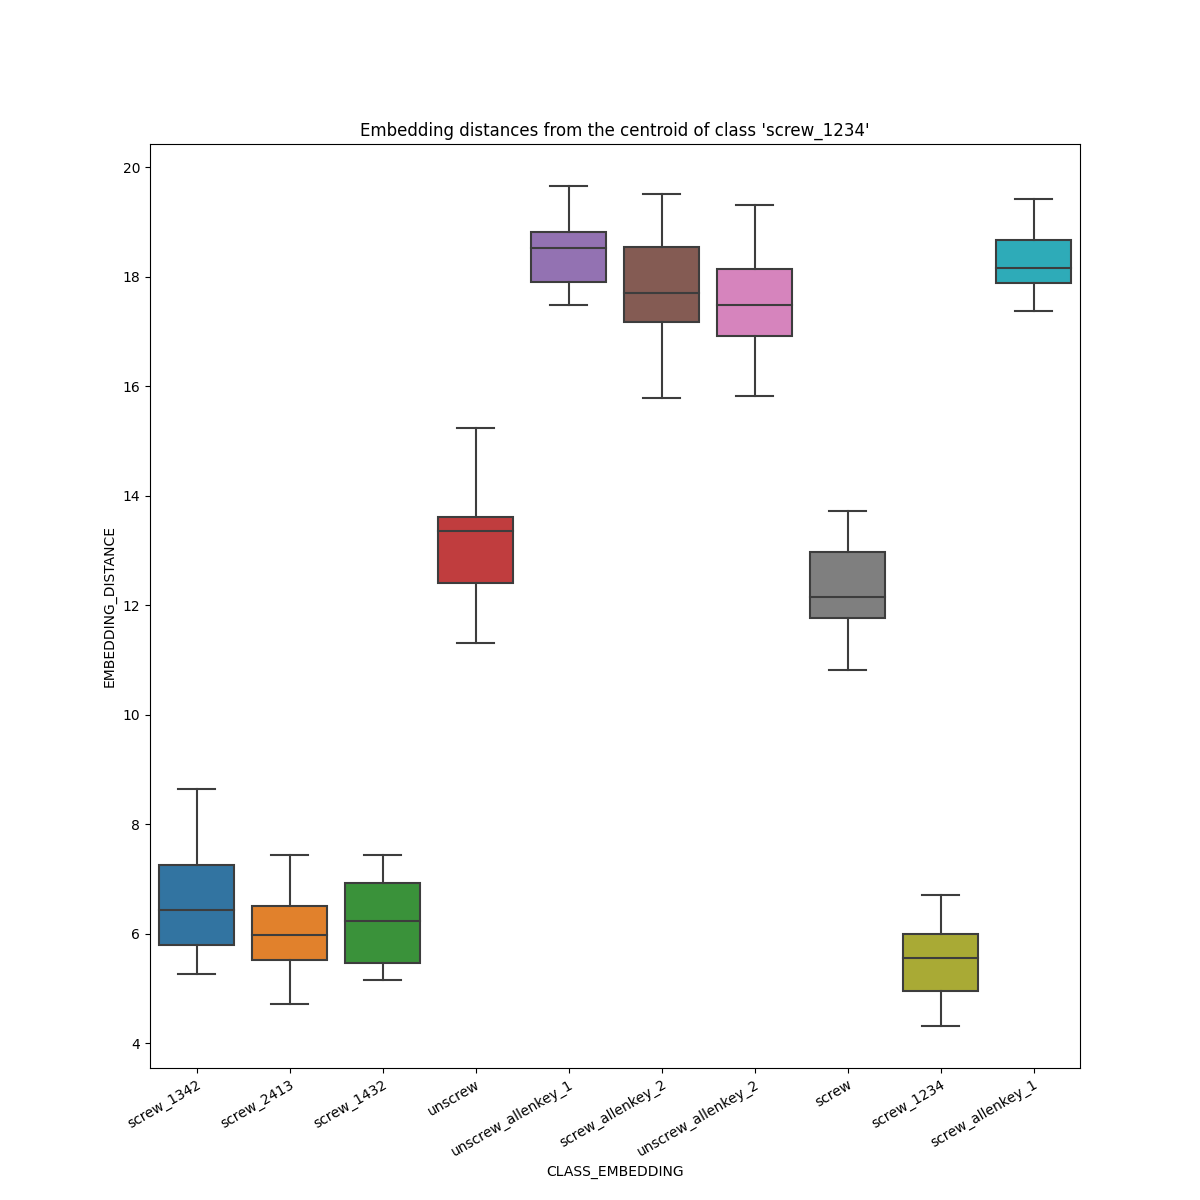 Embedding distances from the centroid of class 'screw_1234'
20
18
16
14
12
10
8
6
4
EMBEDDING_DISTANCE
screw_1342
screw_2413
screw_1432
unscrew
unscrew_allenkey_1
screw_allenkey_2
unscrew_allenkey_2
screw
screw_1234
screw_allenkey_1
CLASS_EMBEDDING